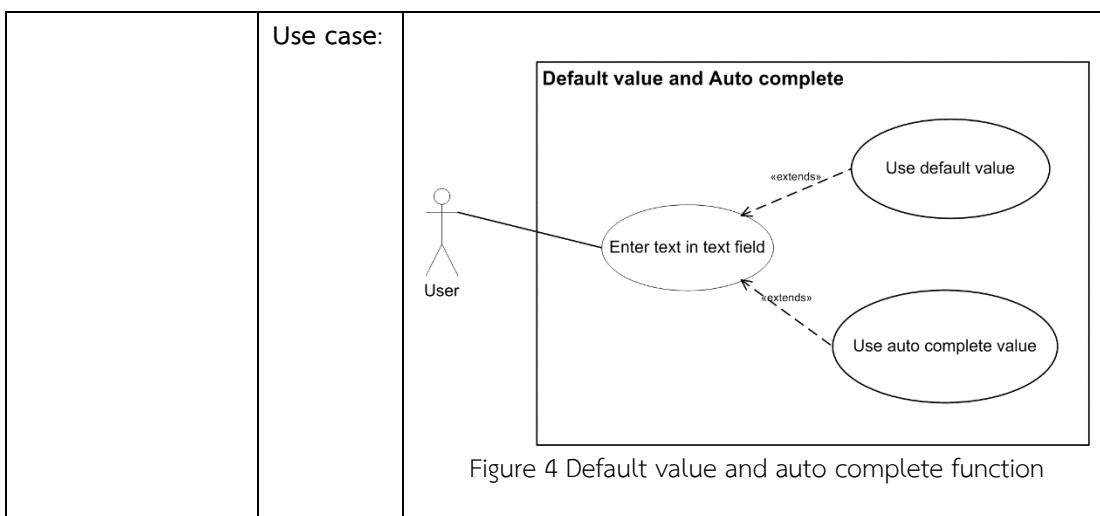 Use case:
Default value and Auto complete
Use default value
«extends»
Enter text in text field
User
«extends»
Use auto complete value
Figure 4 Default value and auto complete function